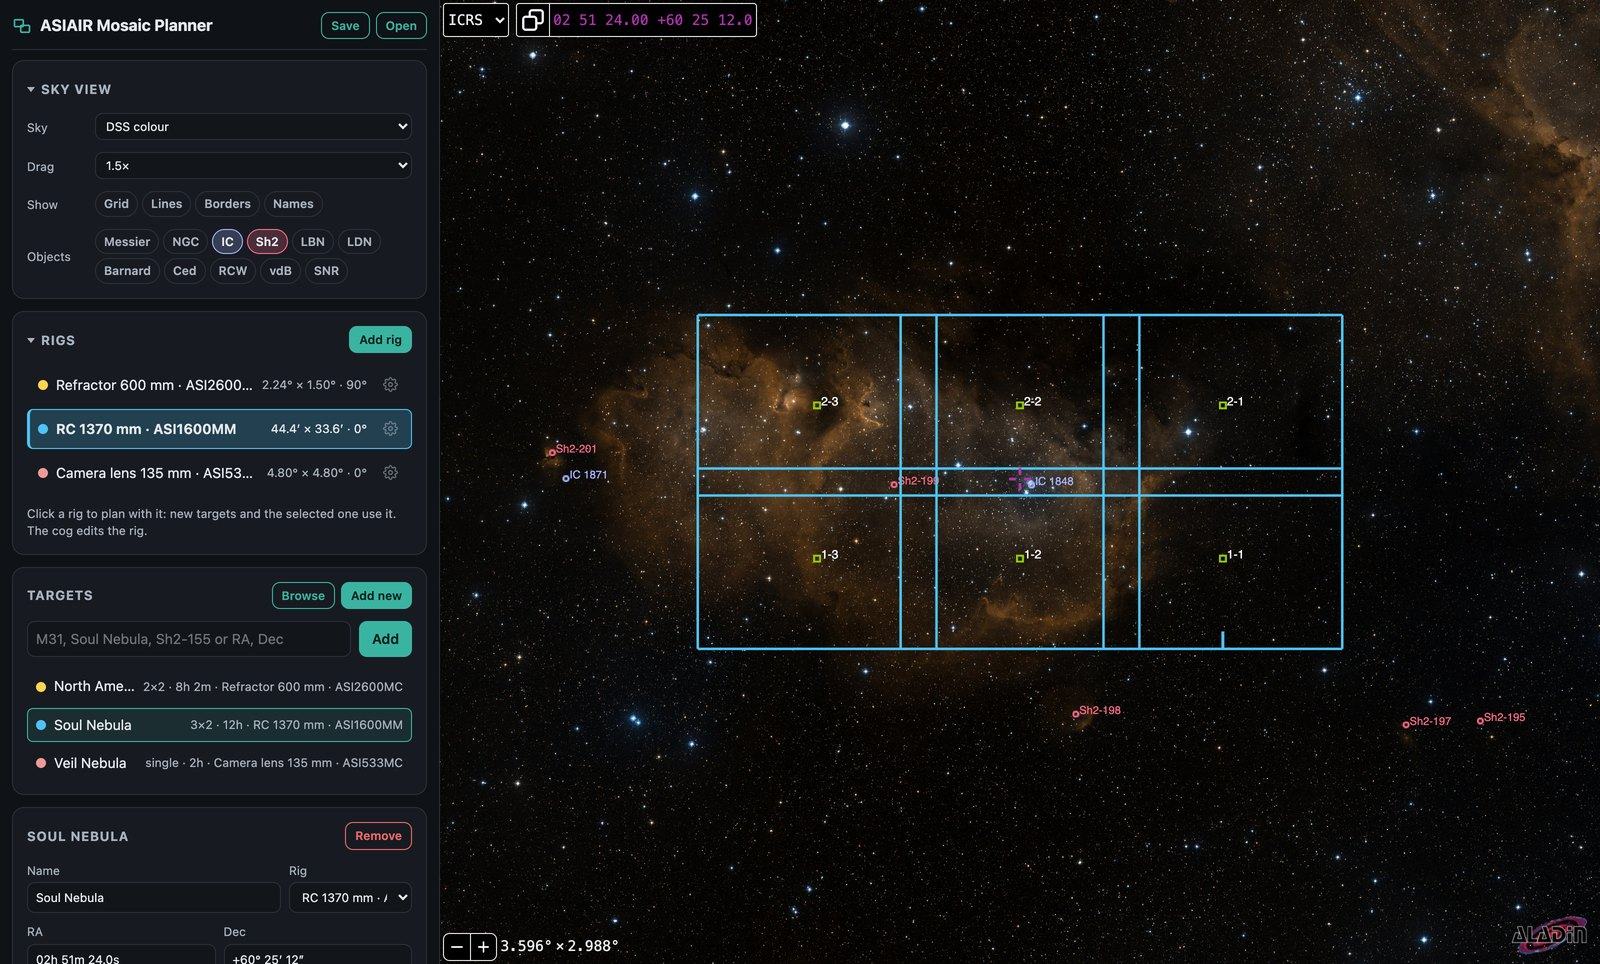 ASIAIR Mosaic Planner
Save
Open
ICRS
02 51 24.00 +60 25 12.0
SKY VIEW
Sky
DSS colour
Drag
1.5×
Show
Grid
Lines
Borders
Names
Objects
Messier
NGC
IC
Sh2
LBN
LDN
Barnard
Ced
RCW
vdB
SNR
RIGS
Add rig
Refractor 600 mm · ASI2600... 2.24° × 1.50° · 90°
RC 1370 mm · ASI1600MM 44.4′ × 33.6′ · 0°
Camera lens 135 mm · ASI53... 4.80° × 4.80° · 0°
Click a rig to plan with it: new targets and the selected one use it.
The cog edits the rig.
TARGETS
Browse
Add new
M31, Soul Nebula, Sh2-155 or RA, Dec
Add
North Ame... 2×2 · 8h 2m · Refractor 600 mm · ASI2600MC
Soul Nebula 3×2 · 12h · RC 1370 mm · ASI1600MM
Veil Nebula single · 2h · Camera lens 135 mm · ASI533MC
SOUL NEBULA
Remove
Name
Rig
Soul Nebula
RC 1370 mm · /
RA
Dec
02h 51m 24.0s
+60° 25′ 12″
2-3
2-2
2-1
Sh2-201
IC 1871
Sh2-199
IC 1848
1-3
1-2
1-1
Sh2-198
Sh2-197
Sh2-195
− + 3.596° × 2.988°
ALADIN